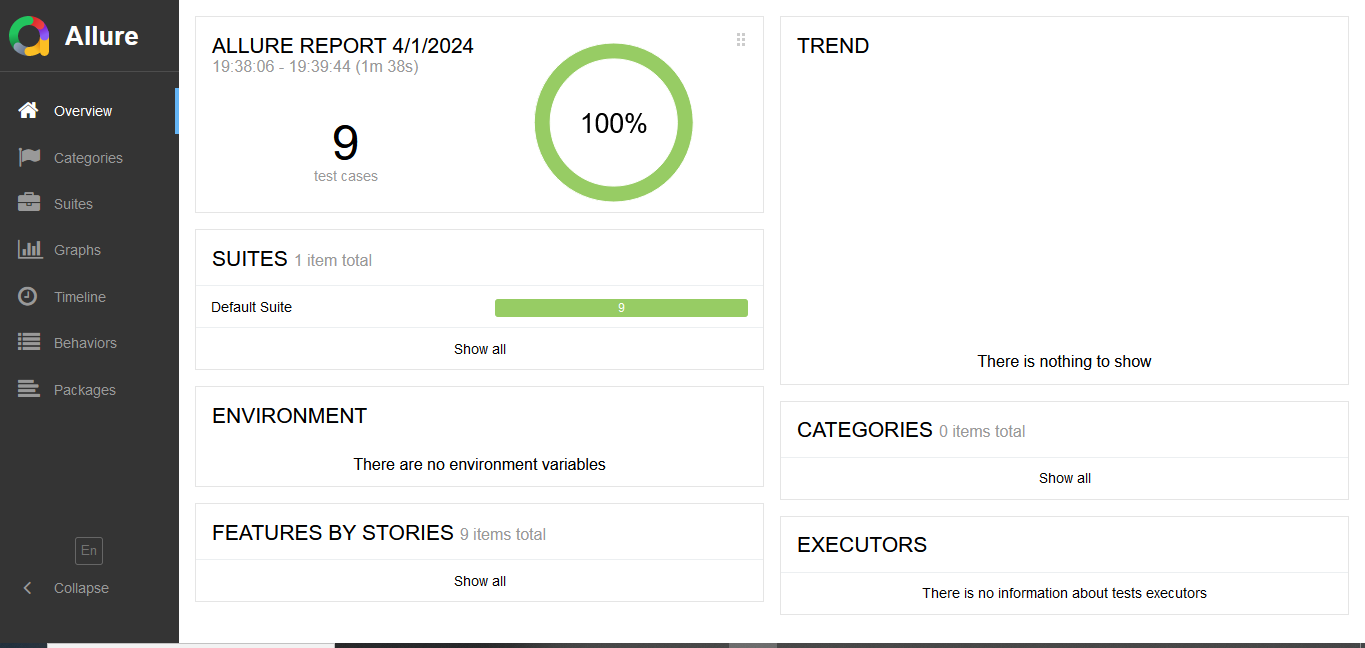 Allure
Overview
Categories
Suites
Graphs
Timeline
Behaviors
Packages
En
Collapse
ALLURE REPORT 4/1/2024
19:38:06 - 19:39:44 (1m 38s)
9
test cases
100%
SUITES 1 item total
Default Suite 9
Show all
ENVIRONMENT
There are no environment variables
FEATURES BY STORIES 9 items total
Show all
TREND
There is nothing to show
CATEGORIES 0 items total
Show all
EXECUTORS
There is no information about tests executors